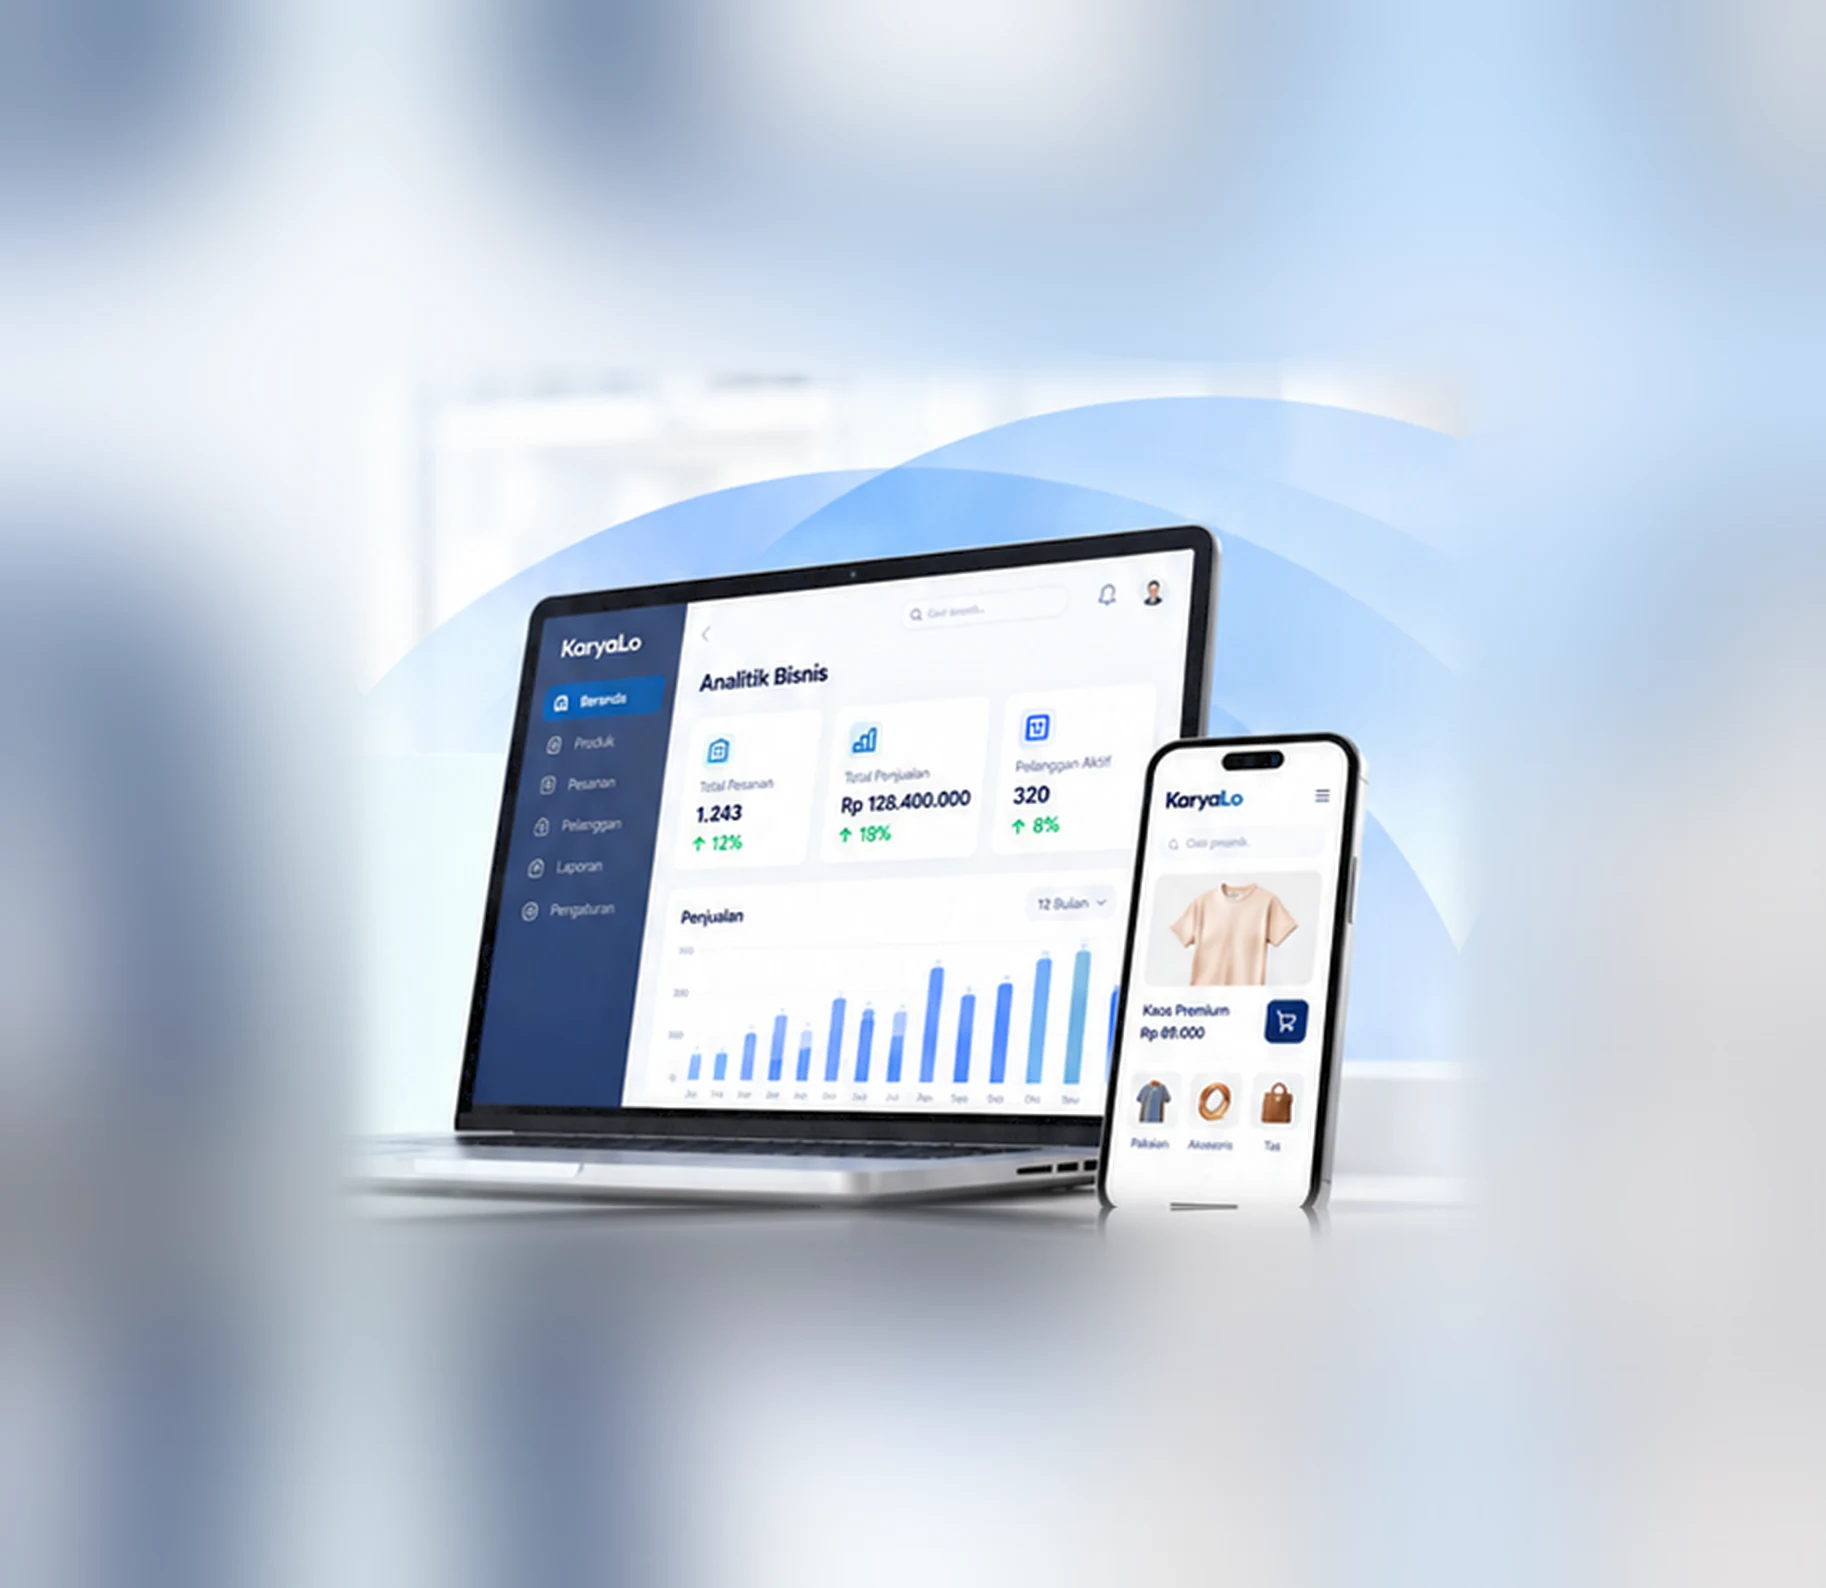 KaryaLo
Beranda
Produk
Pesanan
Pelanggan
Laporan
Pengaturan
Analitik Bisnis
Total Pesanan
1.243
↑ 12%
Total Penjualan
Rp 128.400.000
↑ 18%
Pelanggan Aktif
320
↑ 8%
Penjualan
12 Bulan
KaryaLo
Kaos Premium
Pakaian
Aksesoris
Tas